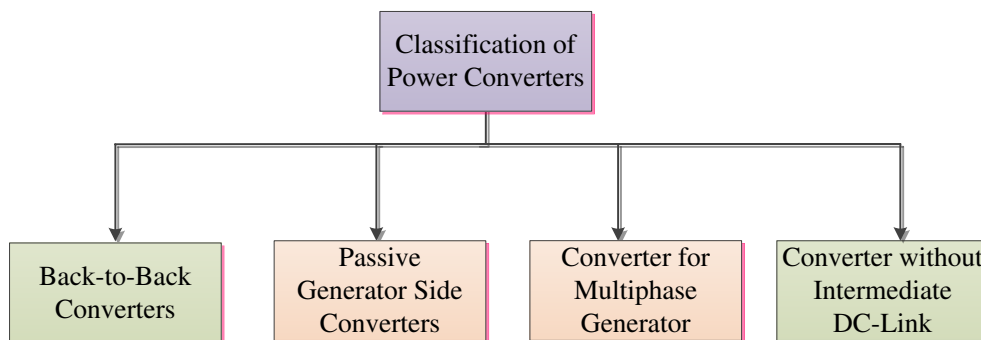 Classification of
Power Converters
Back-to-Back
Converters
Passive
Generator Side
Converters
Converter for
Multiphase
Generator
Converter without
Intermediate
DC-Link